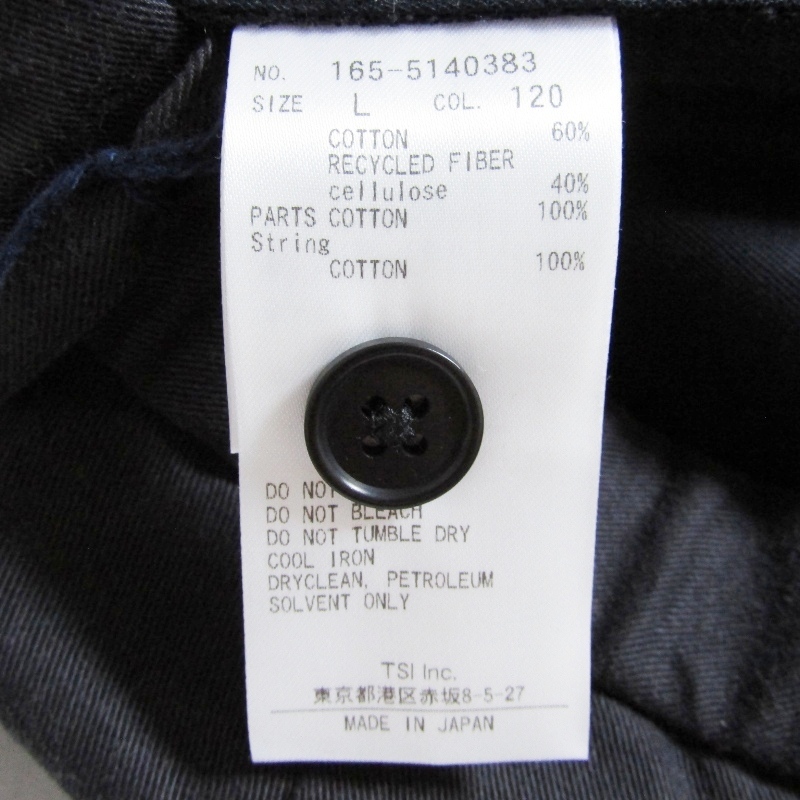 NO. 165-5140383
SIZE L COL. 120
COTTON 60%
RECYCLED FIBER
cellulose 40%
PARTS COTTON 100%
String
COTTON 100%
DO NOT
DO NOT BLEACH
DO NOT TUMBLE DRY
COOL IRON
DRYCLEAN, PETROLEUM
SOLVENT ONLY
TSI Inc.
東京都港区赤坂8-5-27
MADE IN JAPAN